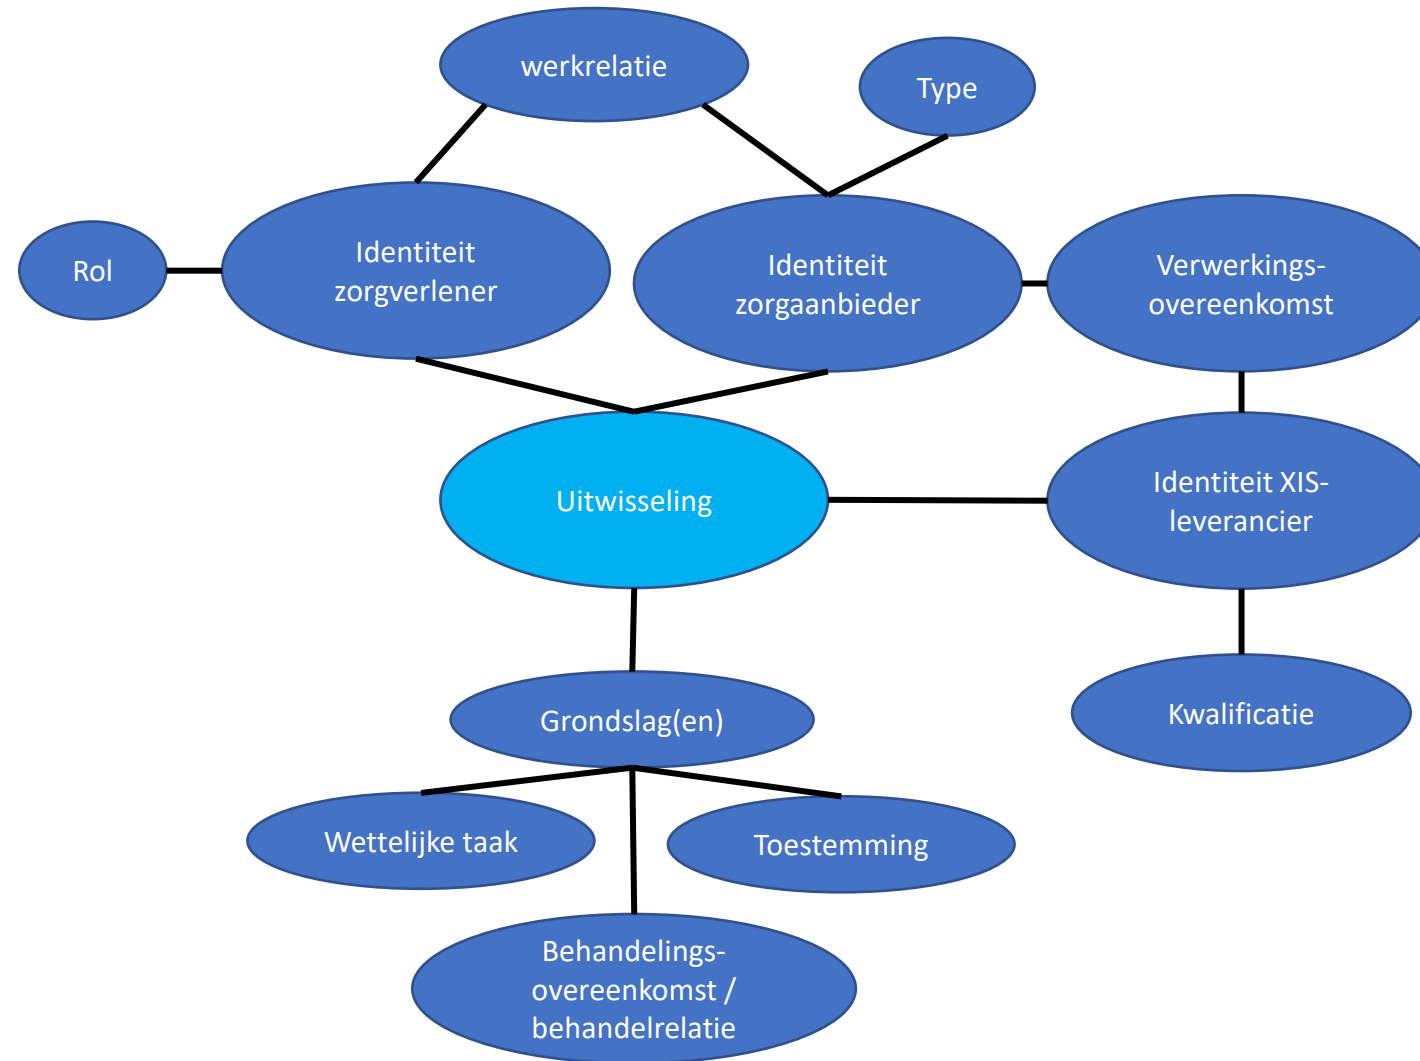 werkrelatie
Type
Rol
Identiteit
zorgverlener
Identiteit
zorgaanbieder
Verwerkings-
overeenkomst
Uitwisseling
Identiteit XIS-
leverancier
Grondslag(en)
Kwalificatie
Wettelijke taak
Toestemming
Behandelings-
overeenkomst /
behandelrelatie